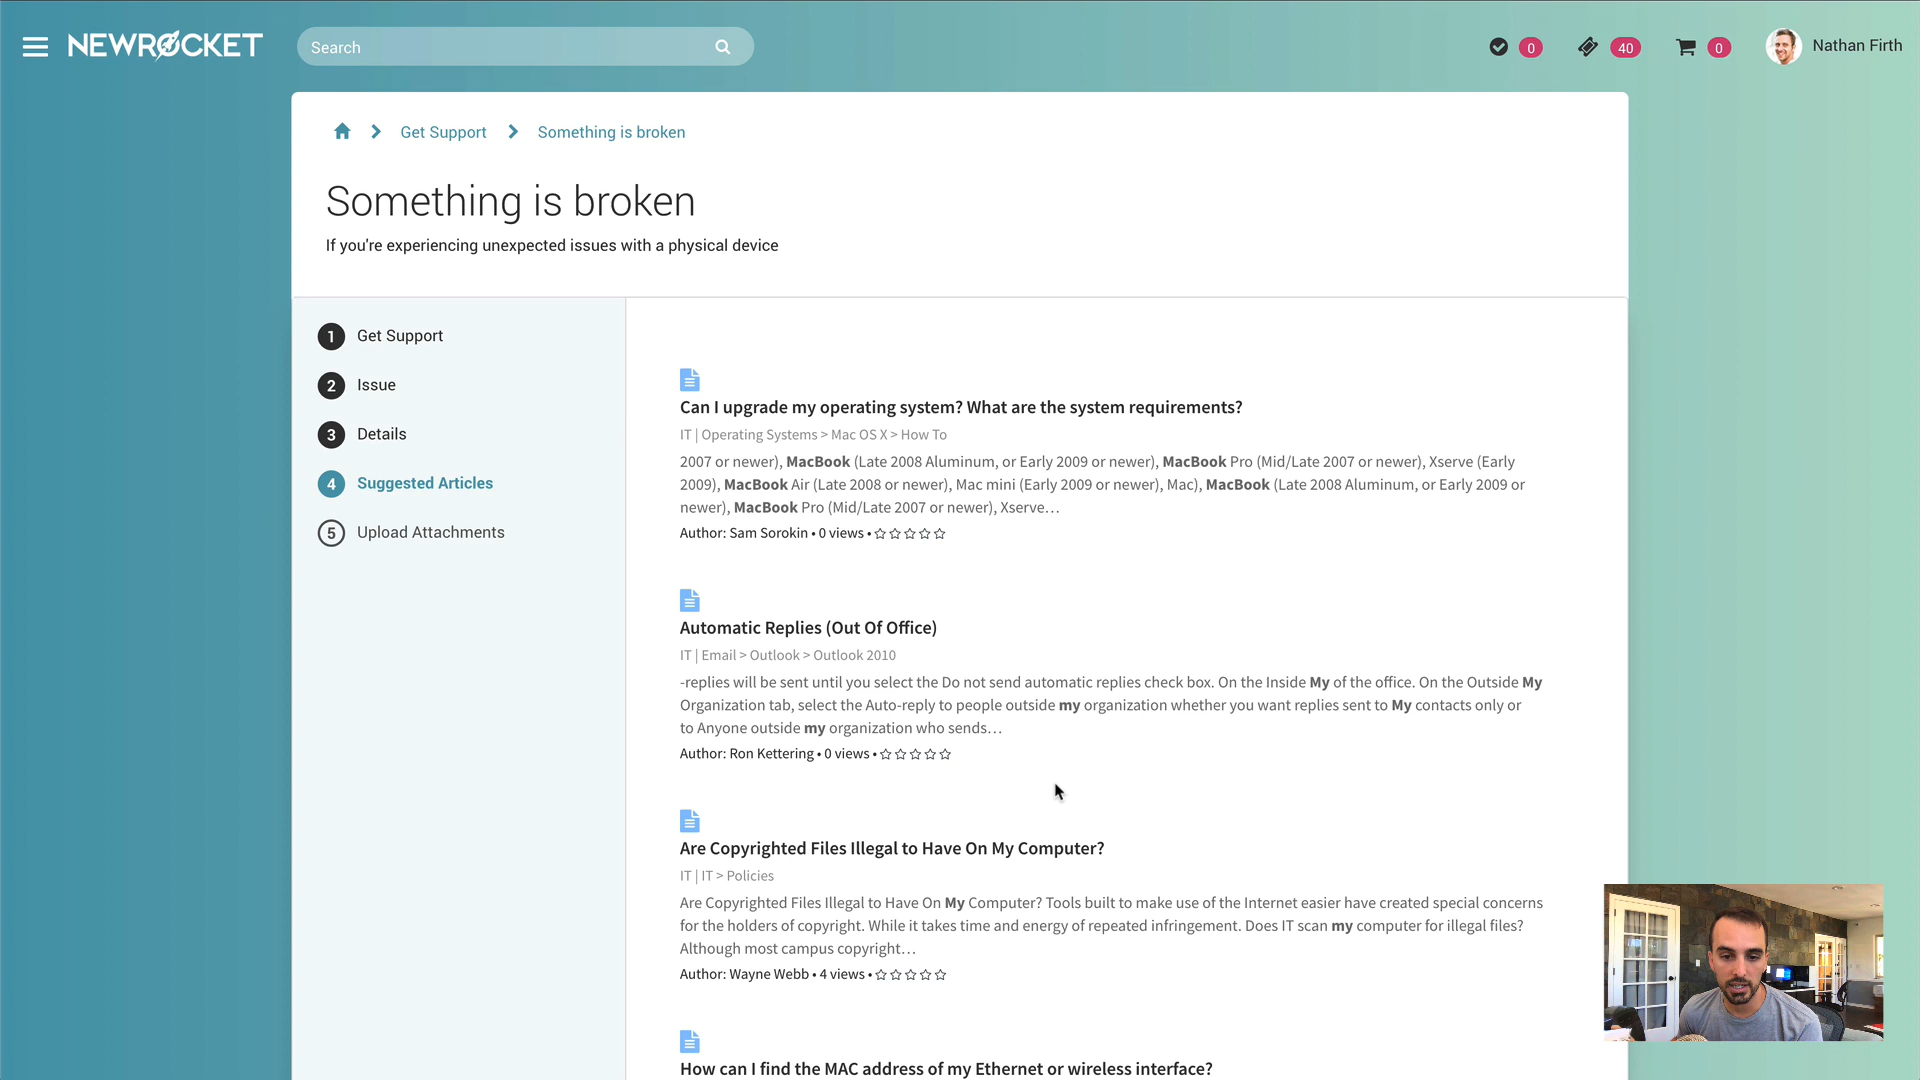 NEWROCKET
Search
0
40
0
Nathan Firth
Get Support
Something is broken
Something is broken
If you're experiencing unexpected issues with a physical device
1 Get Support
2 Issue
3 Details
4 Suggested Articles
5 Upload Attachments
Can I upgrade my operating system? What are the system requirements?
IT | Operating Systems > Mac OS X > How To
2007 or newer), MacBook (Late 2008 Aluminum, or Early 2009 or newer), MacBook Pro (Mid/Late 2007 or newer), Xserve (Early
2009), MacBook Air (Late 2008 or newer), Mac mini (Early 2009 or newer), Mac), MacBook (Late 2008 Aluminum, or Early 2009 or
newer), MacBook Pro (Mid/Late 2007 or newer), Xserve…
Author: Sam Sorokin • 0 views •
Automatic Replies (Out Of Office)
IT | Email > Outlook > Outlook 2010
-replies will be sent until you select the Do not send automatic replies check box. On the Inside My of the office. On the Outside My
Organization tab, select the Auto-reply to people outside my organization whether you want replies sent to My contacts only or
to Anyone outside my organization who sends…
Author: Ron Kettering • 0 views •
Are Copyrighted Files Illegal to Have On My Computer?
IT | IT > Policies
Are Copyrighted Files Illegal to Have On My Computer? Tools built to make use of the Internet easier have created special concerns
for the holders of copyright. While it takes time and energy of repeated infringement. Does IT scan my computer for illegal files?
Although most campus copyright…
Author: Wayne Webb • 4 views •
How can I find the MAC address of my Ethernet or wireless interface?